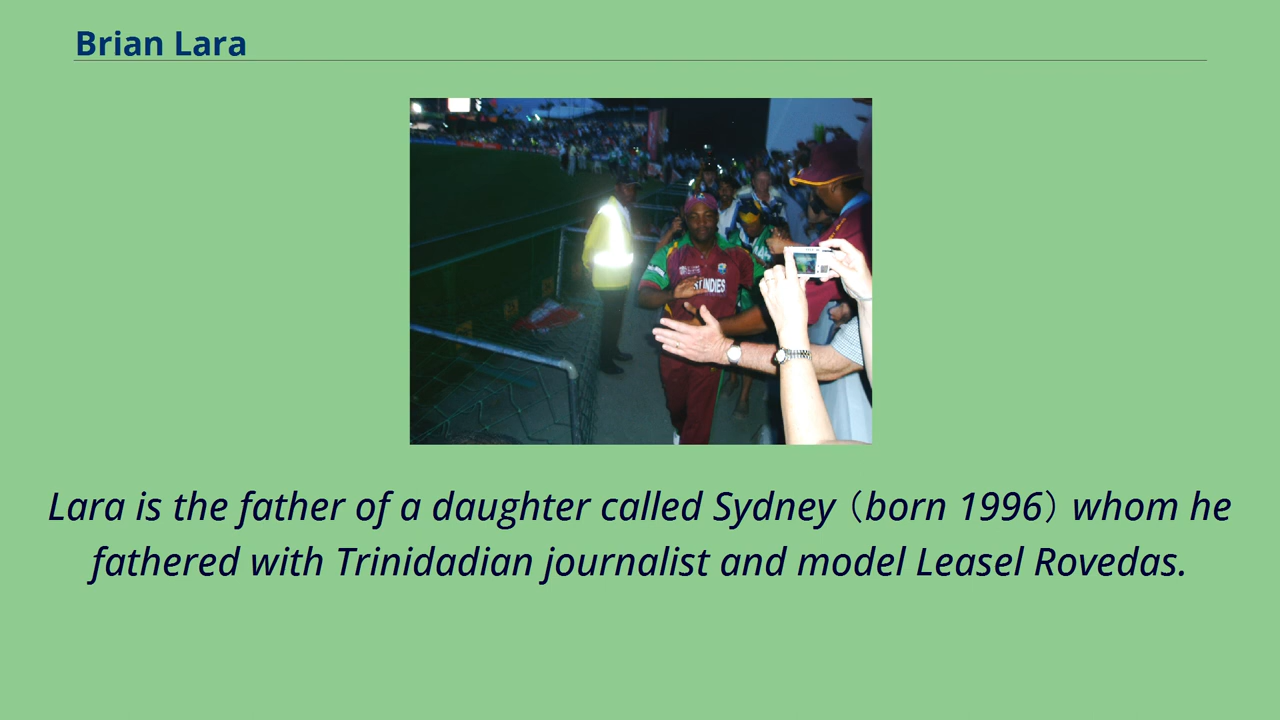 Brian Lara
INDIES
Lara is the father of a daughter called Sydney（born 1996）whom he
fathered with Trinidadian journalist and model Leasel Rovedas.